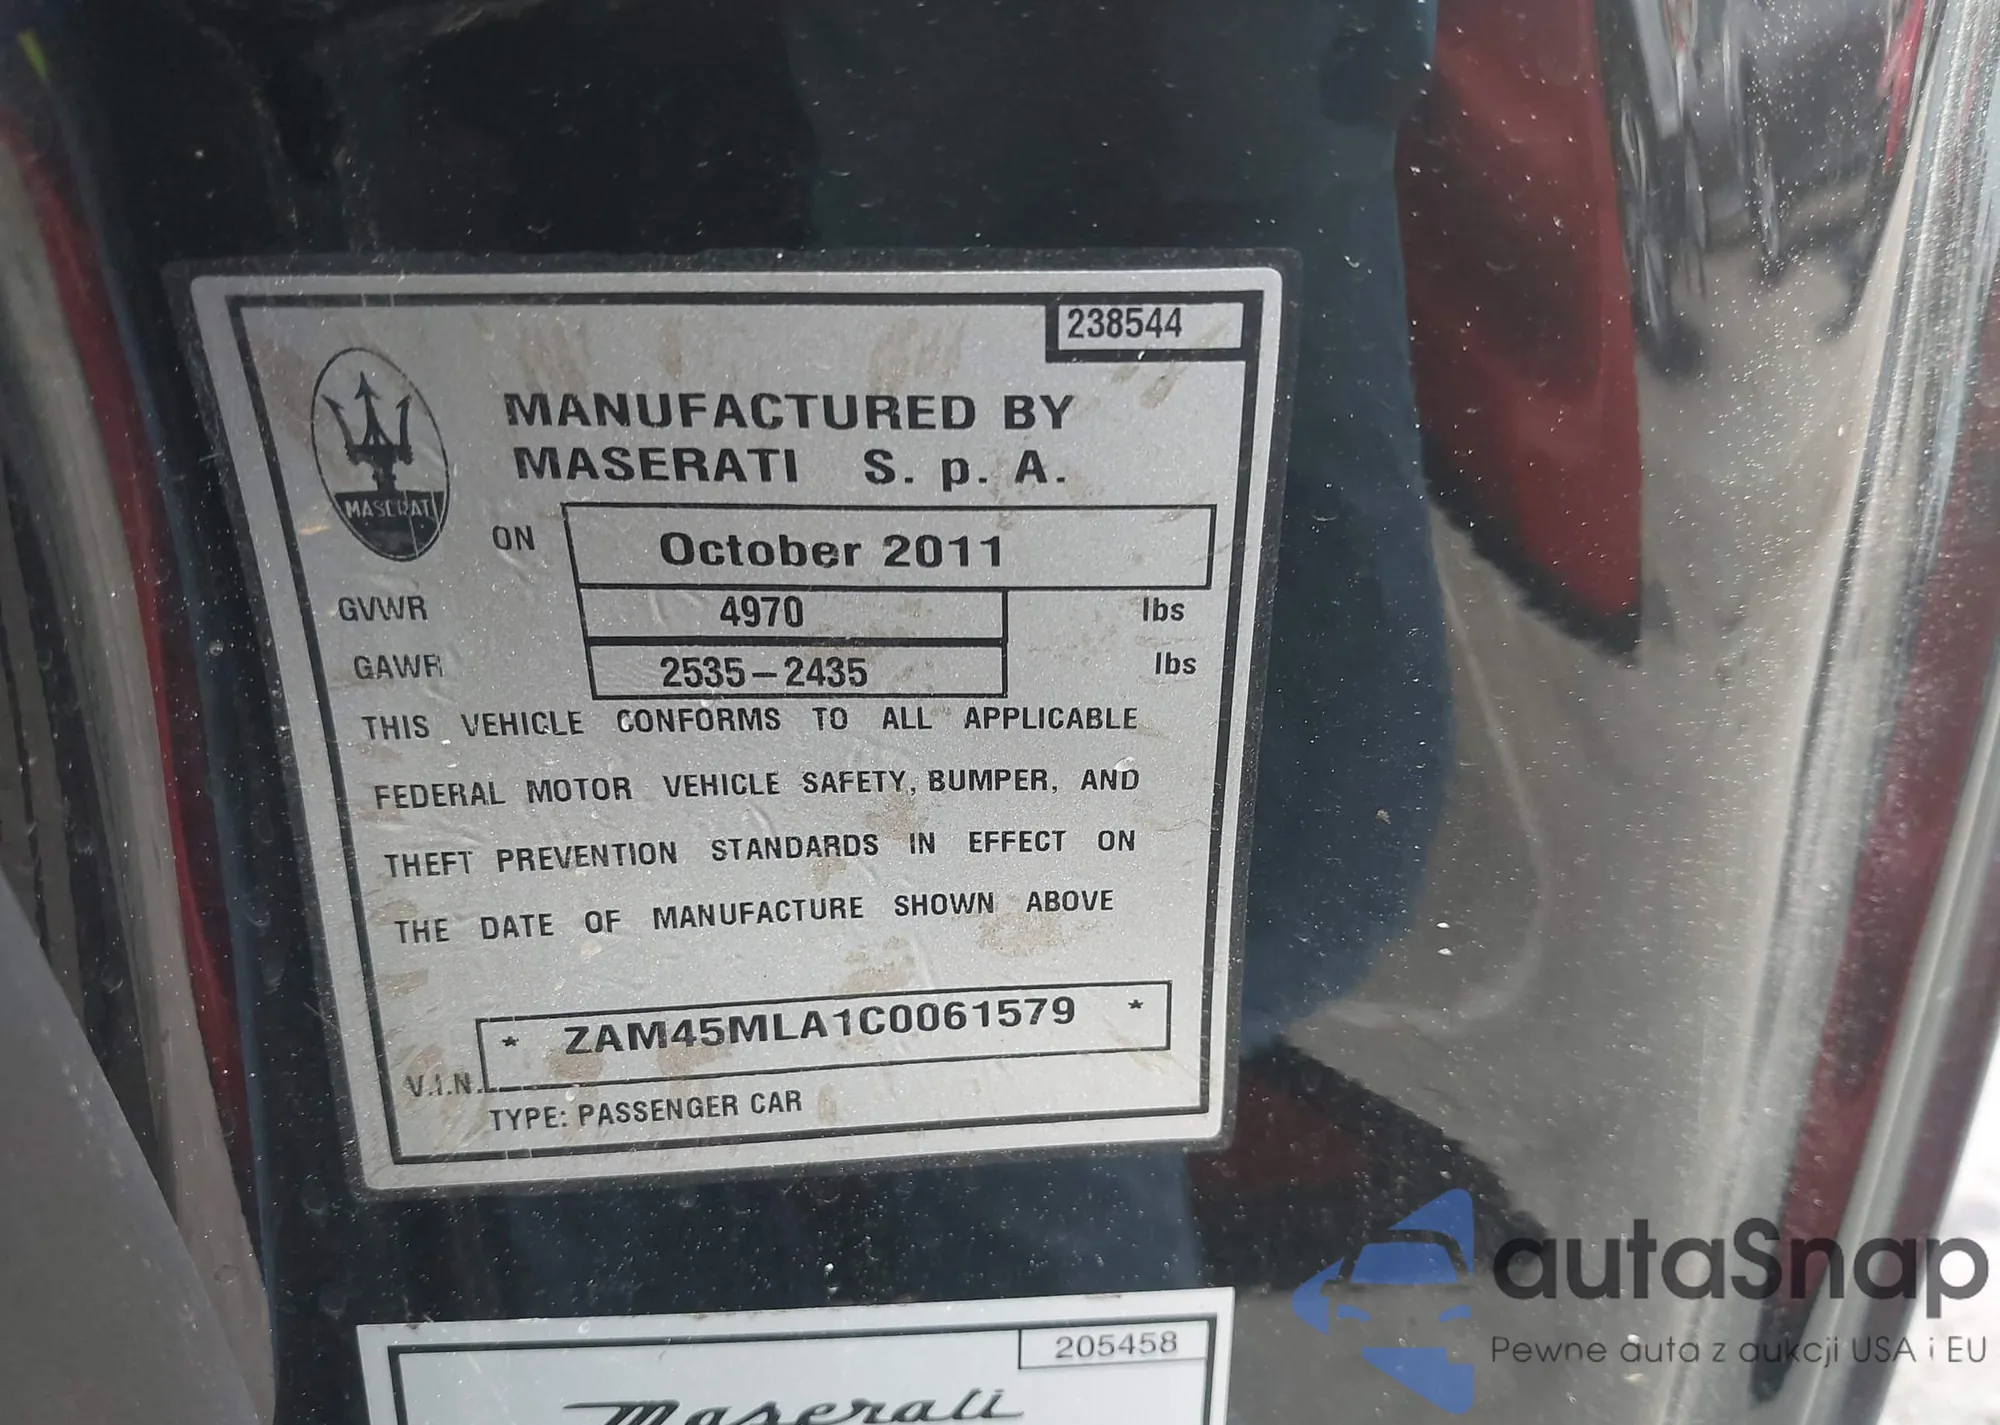 238544
MANUFACTURED BY
MASERATI S. p. A.
MASERATI
ON October 2011
GVWR 4970 lbs
GAWR 2535-2435 lbs
THIS VEHICLE CONFORMS TO ALL APPLICABLE
FEDERAL MOTOR VEHICLE SAFETY, BUMPER, AND
THEFT PREVENTION STANDARDS IN EFFECT ON
THE DATE OF MANUFACTURE SHOWN ABOVE
* ZAM45MLA1C0061579 *
V.I.N.
TYPE: PASSENGER CAR
205458
Maserati
autaSnap
Pewne auta z aukcji USA i EU